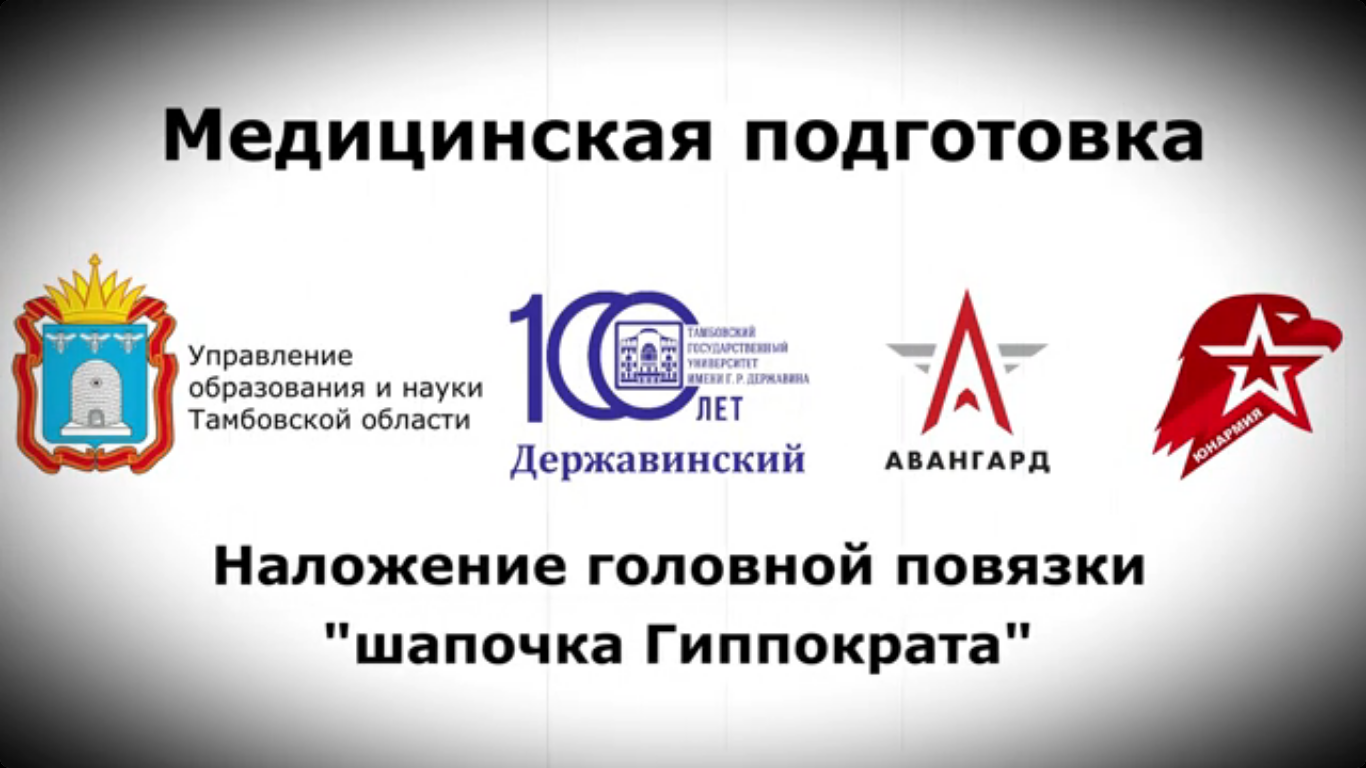 Медицинская подготовка
Управление
образования и науки
Тамбовской области
100
ТАМБОВСКИЙ
ГОСУДАРСТВЕННЫЙ
УНИВЕРСИТЕТ
ИМЕНИ Г. Р. ДЕРЖАВИНА
ЛЕТ
Державинский
АВАНГАРД
ЮНАРМИЯ
Наложение головной повязки
"шапочка Гиппократа"